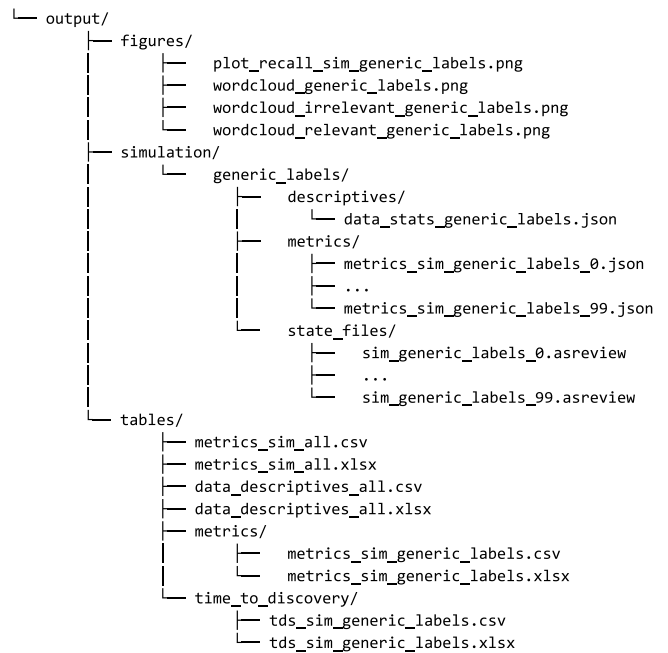 └── output/
    ├── figures/
    │   ├── plot_recall_sim_generic_labels.png
    │   ├── wordcloud_generic_labels.png
    │   ├── wordcloud_irrelevant_generic_labels.png
    │   └── wordcloud_relevant_generic_labels.png
    ├── simulation/
    │   └── generic_labels/
    │       ├── descriptives/
    │       │   └── data_stats_generic_labels.json
    │       ├── metrics/
    │       │   ├── metrics_sim_generic_labels_0.json
    │       │   ├── ...
    │       │   └── metrics_sim_generic_labels_99.json
    │       └── state_files/
    │           ├── sim_generic_labels_0.asreview
    │           ├── ...
    │           └── sim_generic_labels_99.asreview
    └── tables/
        ├── metrics_sim_all.csv
        ├── metrics_sim_all.xlsx
        ├── data_descriptives_all.csv
        ├── data_descriptives_all.xlsx
        ├── metrics/
        │   ├── metrics_sim_generic_labels.csv
        │   └── metrics_sim_generic_labels.xlsx
        └── time_to_discovery/
            ├── tds_sim_generic_labels.csv
            └── tds_sim_generic_labels.xlsx